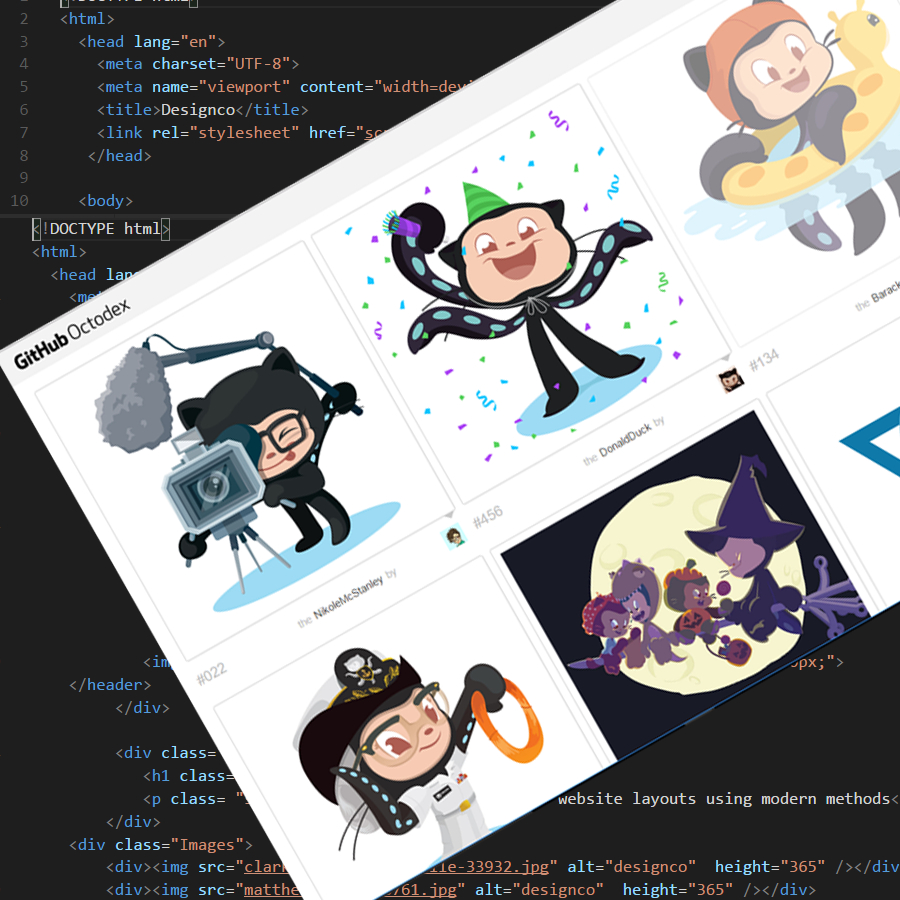 <!DOCTYPE html>
2 <html>
3 <head lang="en">
4 <meta charset="UTF-8">
5 <meta name="viewport" content="width=dev
6 <title>Designco</title>
7 <link rel="stylesheet" href="sc
8 </head>
9
10 <body>
<!DOCTYPE html>
<html>
<head lan
<me
GitHub Octodex
the Barack
#134
the DonaldDuck by
#456
the NikoleMcStanley by
#022
<im
px;">
</header>
</div>
<div class=
<h1 class=
<p class= "
website layouts using modern methods<
</div>
<div class="Images">
<div><img src="clar
ile-33932.jpg" alt="designco" height="365" /></div
<div><img src="matthe
761.jpg" alt="designco" height="365" /></div>